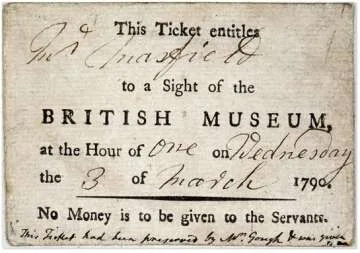 This Ticket entitles
Mr Maxfield
to a Sight of the
BRITISH MUSEUM,
at the Hour of One on Wednesday
the 3 of March 1790.
No Money is to be given to the Servants.
This Ticket had been preserved by Mr. Gough & was given